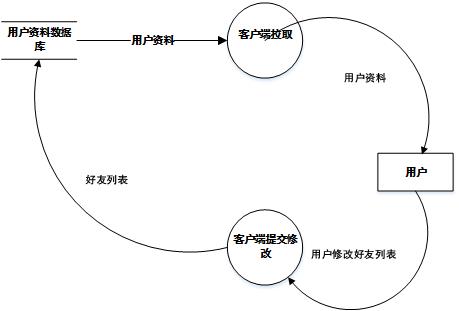 用户资料数据
库
用户资料
客户端拉取
用户资料
用户
好友列表
客户端提交修
改
用户修改好友列表